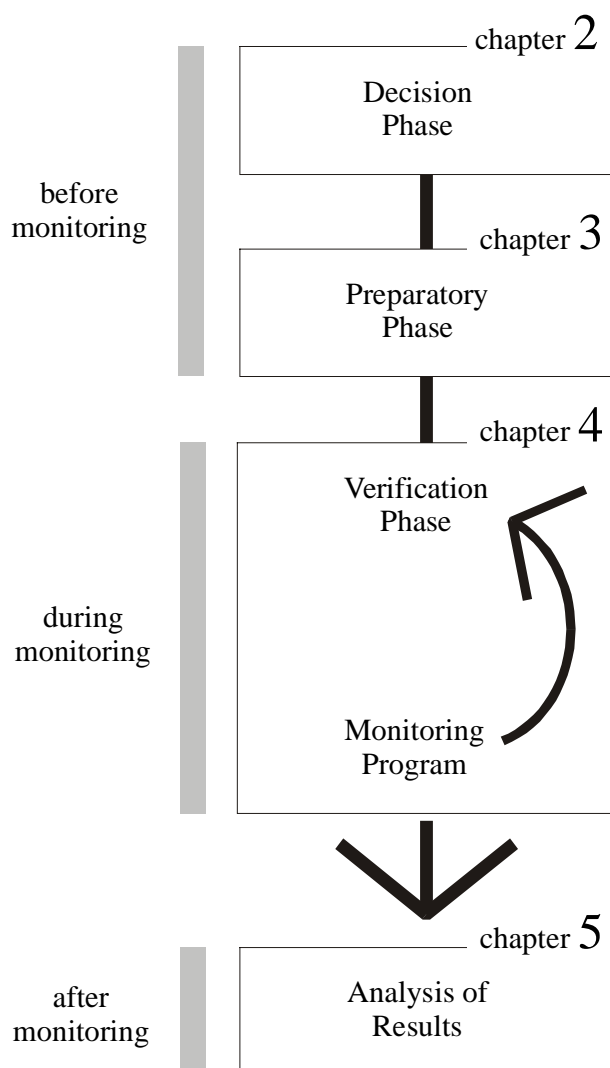 chapter 2
Decision
Phase
before
monitoring
chapter 3
Preparatory
Phase
chapter 4
Verification
Phase
during
monitoring
Monitoring
Program
chapter 5
Analysis of
Results
after
monitoring